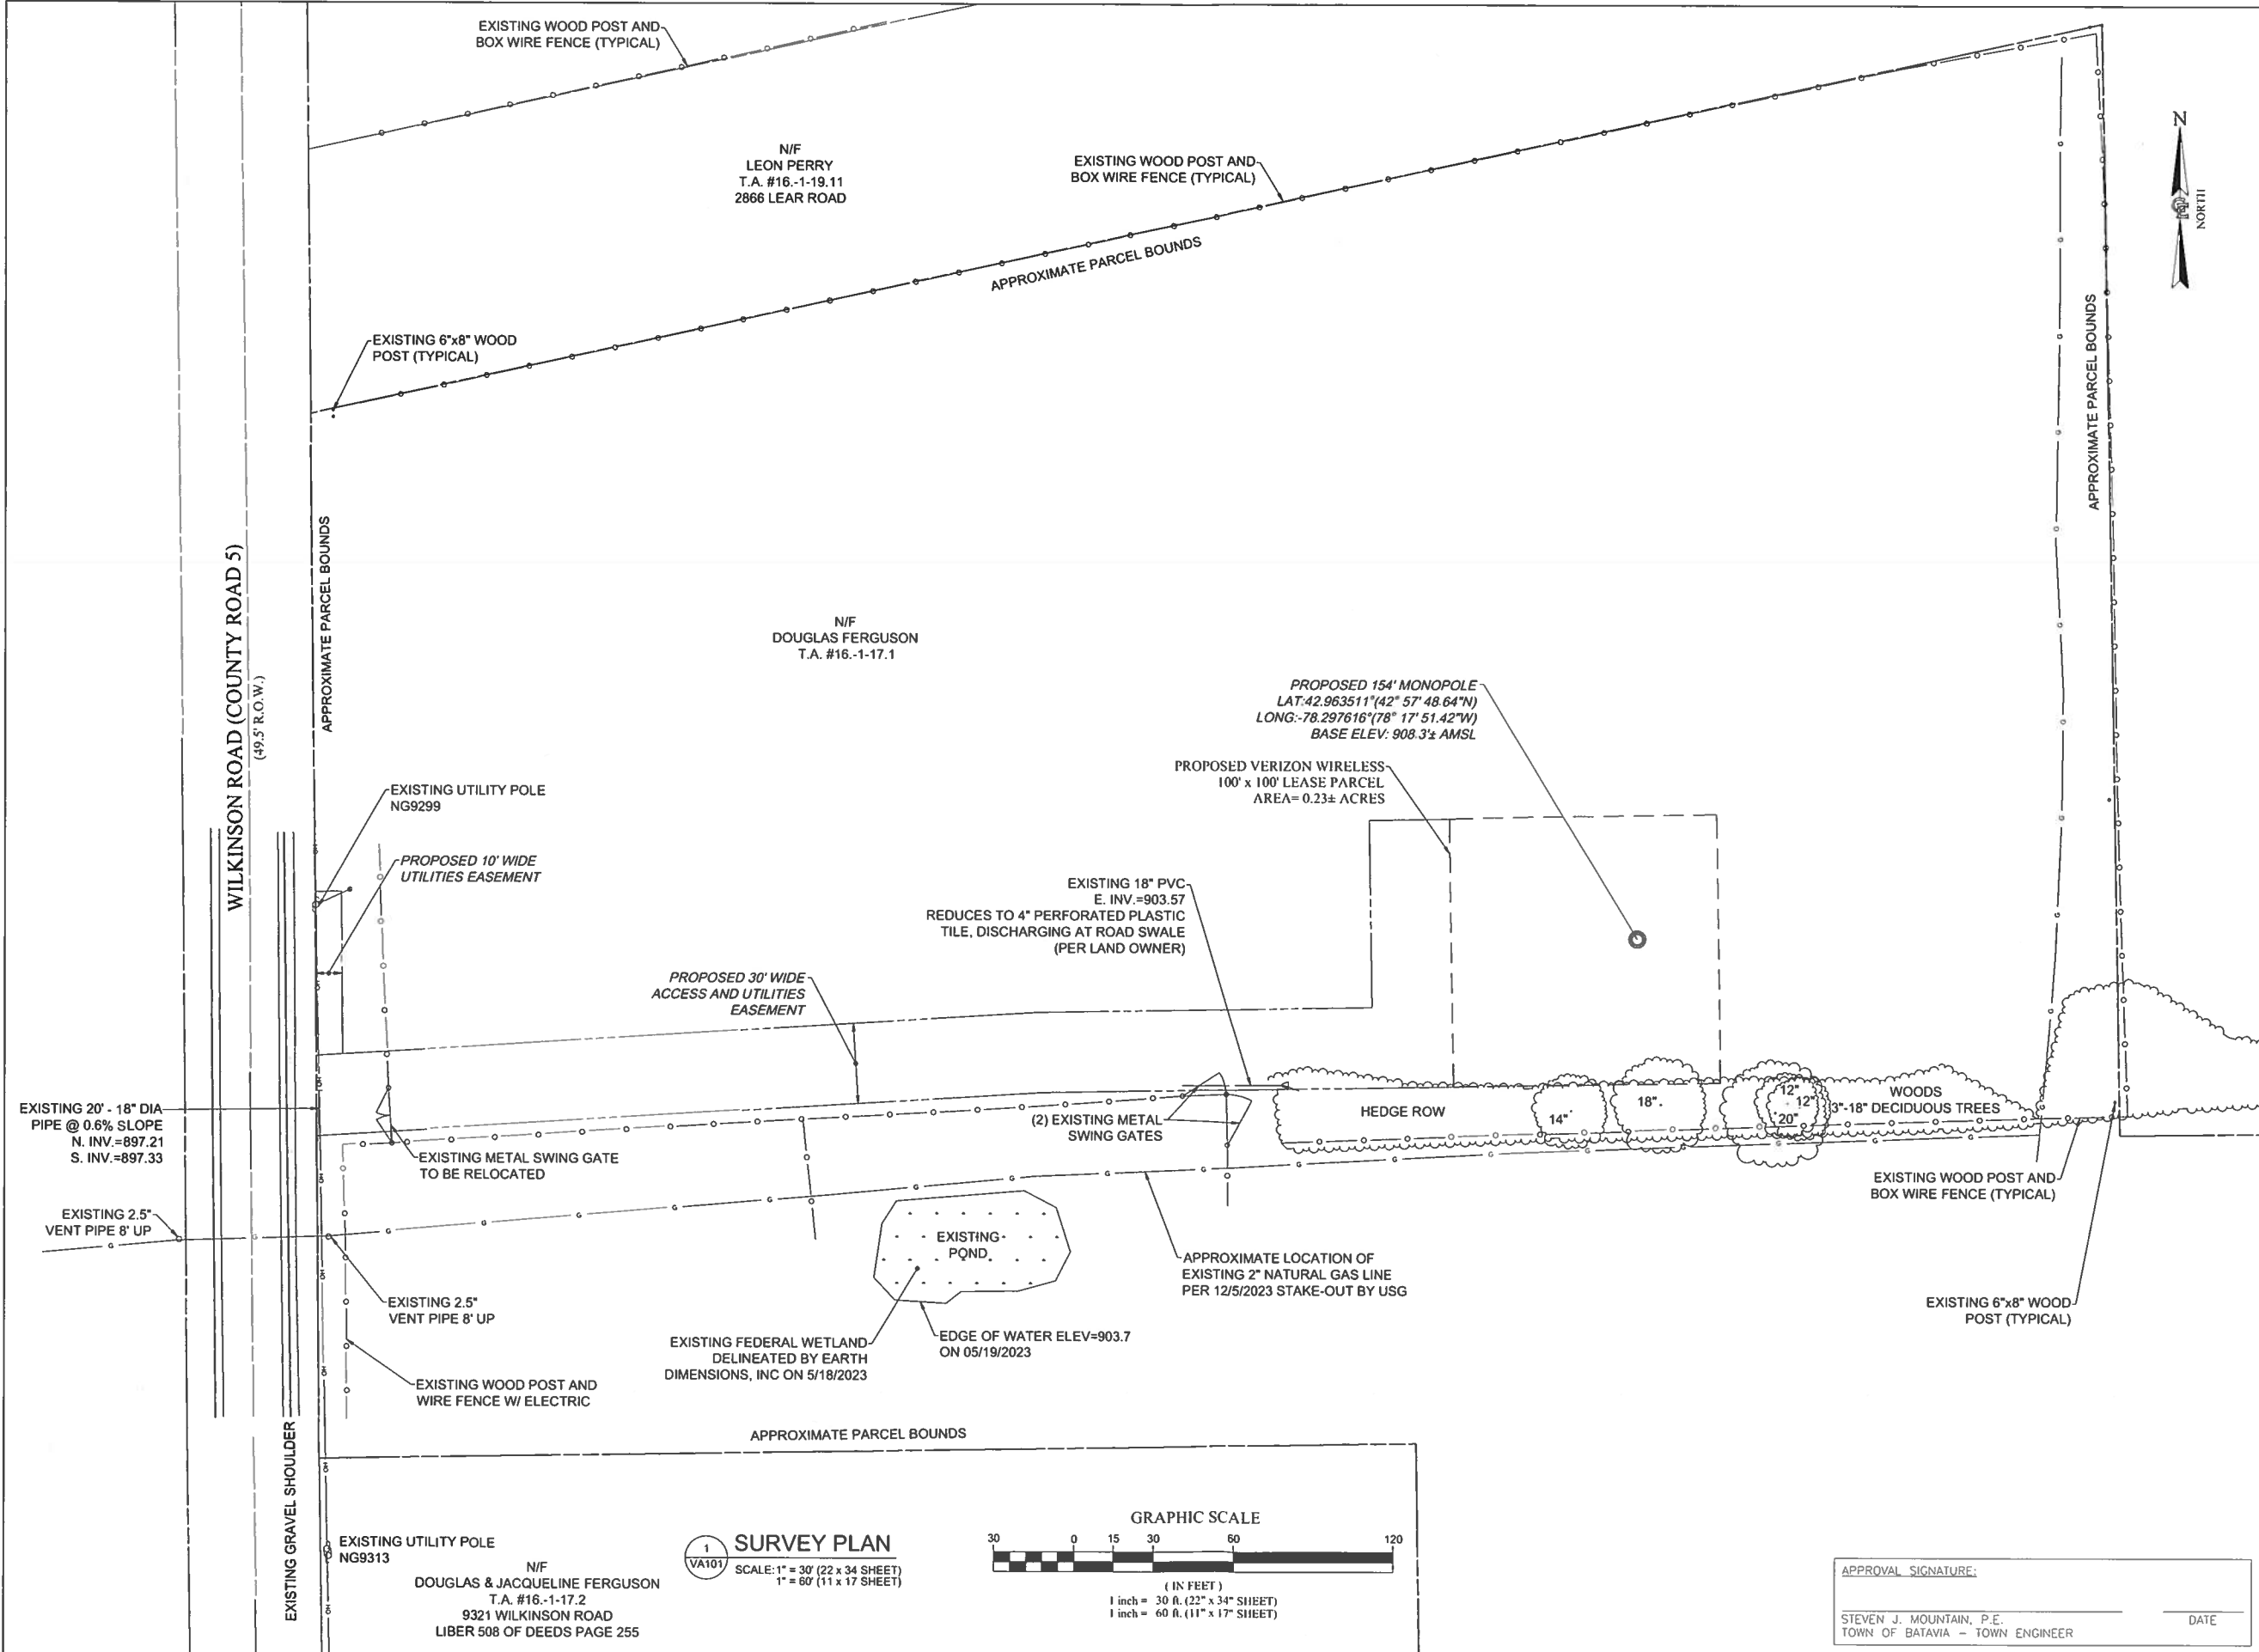 EXISTING WOOD POST AND
BOX WIRE FENCE (TYPICAL)
N/F
LEON PERRY
T.A. #16.-1-19.11
2866 LEAR ROAD
EXISTING WOOD POST AND
BOX WIRE FENCE (TYPICAL)
N
NORTH
APPROXIMATE PARCEL BOUNDS
EXISTING 6"x8" WOOD
POST (TYPICAL)
APPROXIMATE PARCEL BOUNDS
APPROXIMATE PARCEL BOUNDS
WILKINSON ROAD (COUNTY ROAD 5)
(49.5' R.O.W.)
N/F
DOUGLAS FERGUSON
T.A. #16.-1-17.1
PROPOSED 154' MONOPOLE
LAT:42.963511°(42° 57' 48.64"N)
LONG:-78.297616°(78° 17' 51.42"W)
BASE ELEV: 908.3'± AMSL
PROPOSED VERIZON WIRELESS
100' x 100' LEASE PARCEL
AREA= 0.23± ACRES
EXISTING UTILITY POLE
NG9299
PROPOSED 10' WIDE
UTILITIES EASEMENT
EXISTING 18" PVC
E. INV.=903.57
REDUCES TO 4" PERFORATED PLASTIC
TILE, DISCHARGING AT ROAD SWALE
(PER LAND OWNER)
PROPOSED 30' WIDE
ACCESS AND UTILITIES
EASEMENT
EXISTING 20' - 18" DIA
PIPE @ 0.6% SLOPE
N. INV.=897.21
S. INV.=897.33
(2) EXISTING METAL
SWING GATES
HEDGE ROW
14"
18"
12"
12"
20"
WOODS
3"-18" DECIDUOUS TREES
EXISTING METAL SWING GATE
TO BE RELOCATED
EXISTING WOOD POST AND
BOX WIRE FENCE (TYPICAL)
EXISTING 2.5"
VENT PIPE 8' UP
EXISTING
POND
APPROXIMATE LOCATION OF
EXISTING 2" NATURAL GAS LINE
PER 12/5/2023 STAKE-OUT BY USG
EXISTING 2.5"
VENT PIPE 8' UP
EXISTING 6"x8" WOOD
POST (TYPICAL)
EXISTING FEDERAL WETLAND
DELINEATED BY EARTH
DIMENSIONS, INC ON 5/18/2023
EDGE OF WATER ELEV=903.7
ON 05/19/2023
EXISTING WOOD POST AND
WIRE FENCE W/ ELECTRIC
APPROXIMATE PARCEL BOUNDS
EXISTING GRAVEL SHOULDER
EXISTING UTILITY POLE
NG9313
N/F
DOUGLAS & JACQUELINE FERGUSON
T.A. #16.-1-17.2
9321 WILKINSON ROAD
LIBER 508 OF DEEDS PAGE 255
1
VA101
SURVEY PLAN
SCALE: 1" = 30' (22 x 34 SHEET)
1" = 60' (11 x 17 SHEET)
GRAPHIC SCALE
30 0 15 30 60 120
( IN FEET )
1 inch = 30 ft. (22" x 34" SHEET)
1 inch = 60 ft. (11" x 17" SHEET)
APPROVAL SIGNATURE:
STEVEN J. MOUNTAIN, P.E. DATE
TOWN OF BATAVIA - TOWN ENGINEER